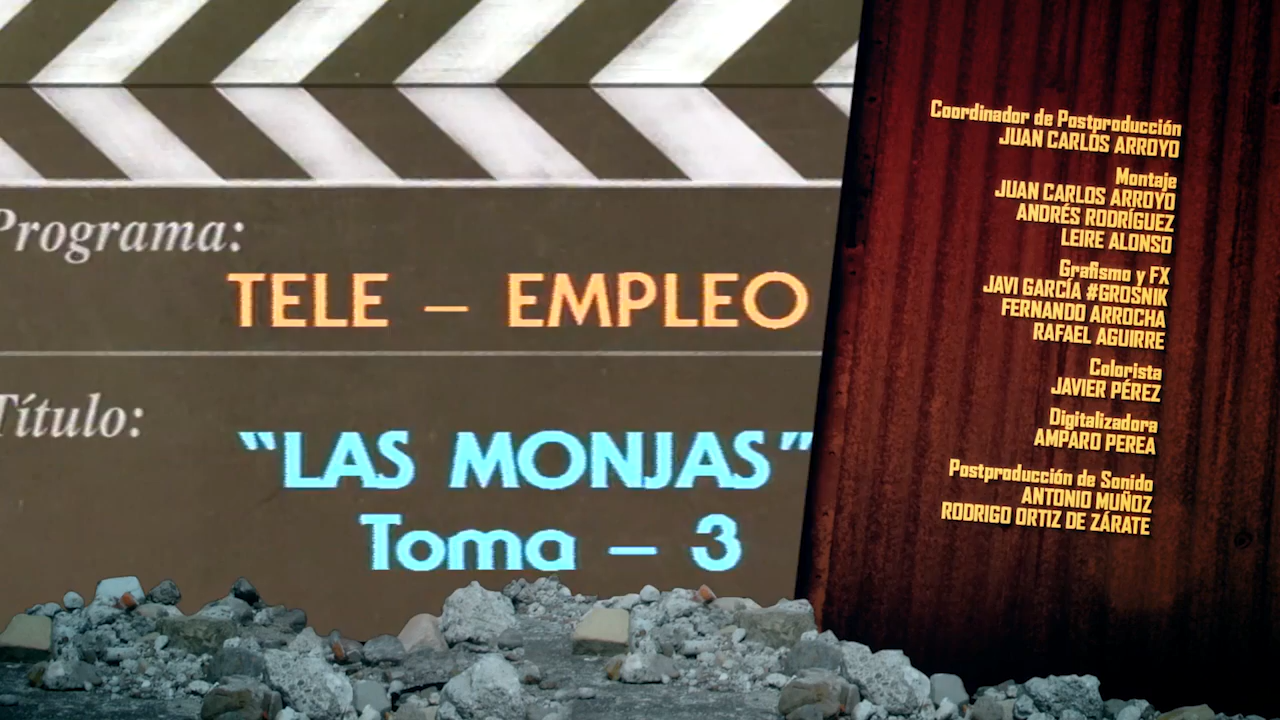 Programa:
TELE – EMPLEO
Título:
“LAS MONJAS”
Toma – 3
Coordinador de Postproducción
JUAN CARLOS ARROYO
Montaje
JUAN CARLOS ARROYO
ANDRÉS RODRÍGUEZ
LEIRE ALONSO
Grafismo y FX
JAVI GARCÍA #GROSNIK
FERNANDO ARROCHA
RAFAEL AGUIRRE
Colorista
JAVIER PÉREZ
Digitalizadora
AMPARO PEREA
Postproducción de Sonido
ANTONIO MUÑOZ
RODRIGO ORTIZ DE ZÁRATE